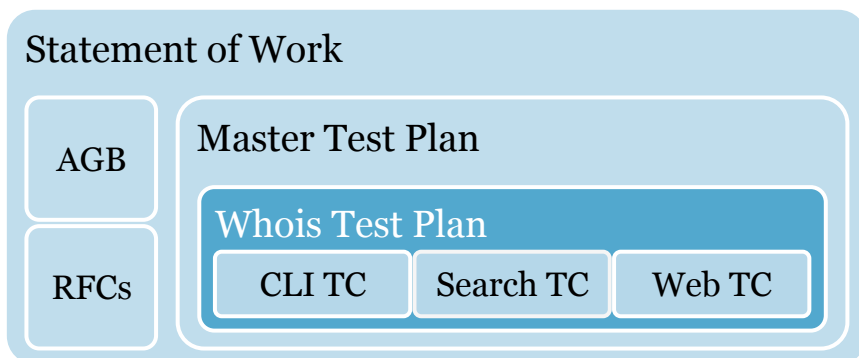 Statement of Work
AGB
RFCs
Master Test Plan
Whois Test Plan
CLI TC
Search TC
Web TC